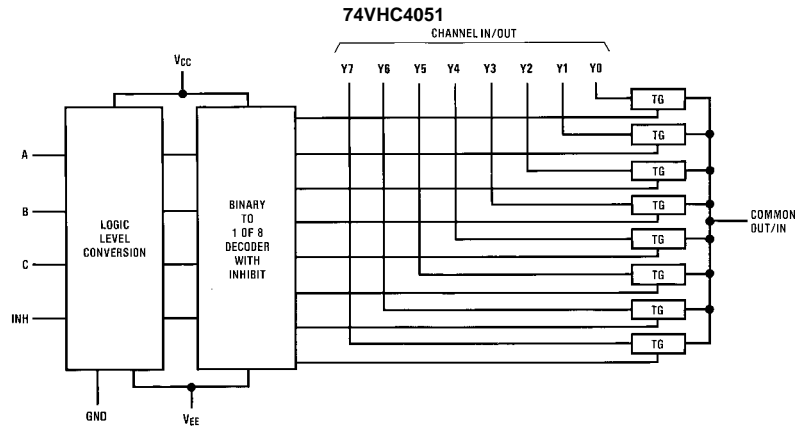 74VHC4051
CHANNEL IN/OUT
VCC
Y7 Y6 Y5 Y4 Y3 Y2 Y1 Y0
TG
TG
TG
TG
TG
TG
TG
TG
A
B
C
INH
LOGIC
LEVEL
CONVERSION
BINARY
TO
1 OF 8
DECODER
WITH
INHIBIT
COMMON
OUT/IN
GND
VEE